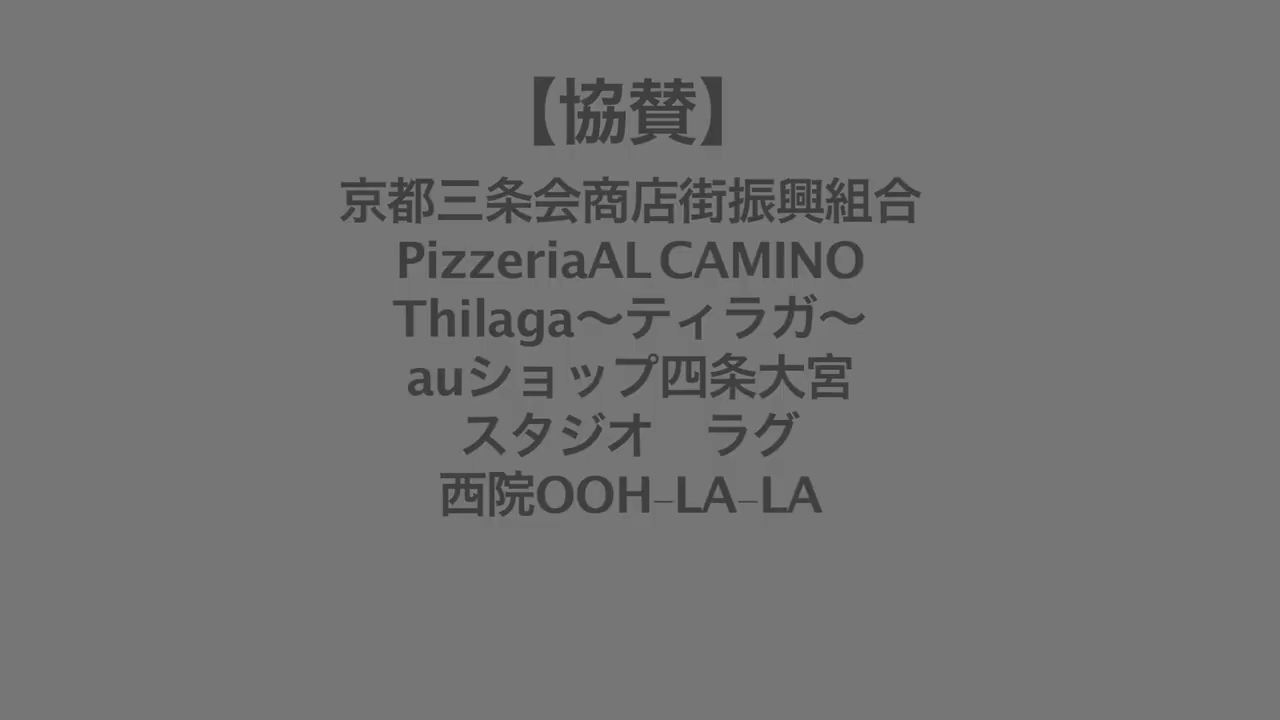 【協賛】
京都三条会商店街振興組合
PizzeriaAL CAMINO
Thilaga〜ティラガ〜
auショップ四条大宮
スタジオ　ラグ
西院OOH-LA-LA